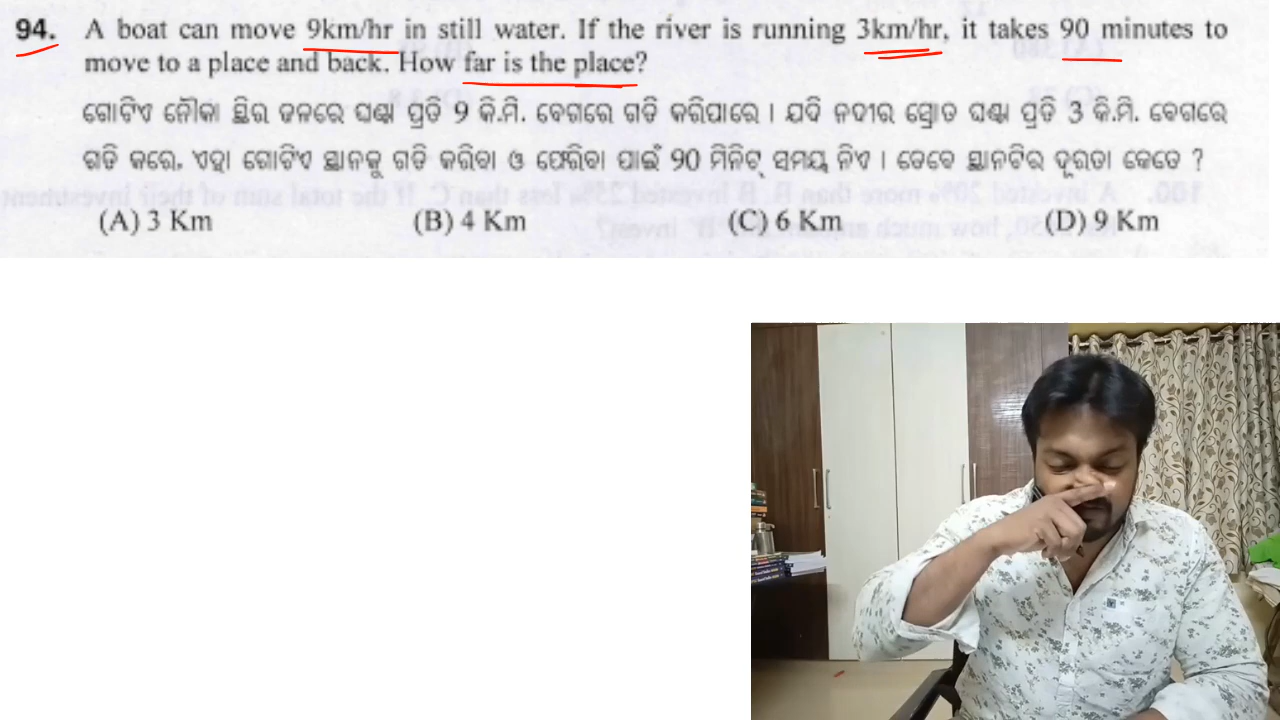 94. A boat can move 9km/hr in still water. If the river is running 3km/hr, it takes 90 minutes to
move to a place and back. How far is the place?
ଗୋଟିଏ ନୌକା ସ୍ଥିର ଜଳରେ ଘଣ୍ଟା ପ୍ରତି 9 କି.ମି. ବେଗରେ ଗତି କରିପାରେ । ଯଦି ନଦୀର ସ୍ରୋତ ଘଣ୍ଟା ପ୍ରତି 3 କି.ମି. ବେଗରେ
ଗତି କରେ, ଏହା ଗୋଟିଏ ସ୍ଥାନକୁ ଗତି କରିବା ଓ ଫେରିବା ପାଇଁ 90 ମିନିଟ୍ ସମୟ ନିଏ । ତେବେ ସ୍ଥାନଟିର ଦୂରତା କେତେ ?
(A) 3 Km (B) 4 Km (C) 6 Km (D) 9 Km